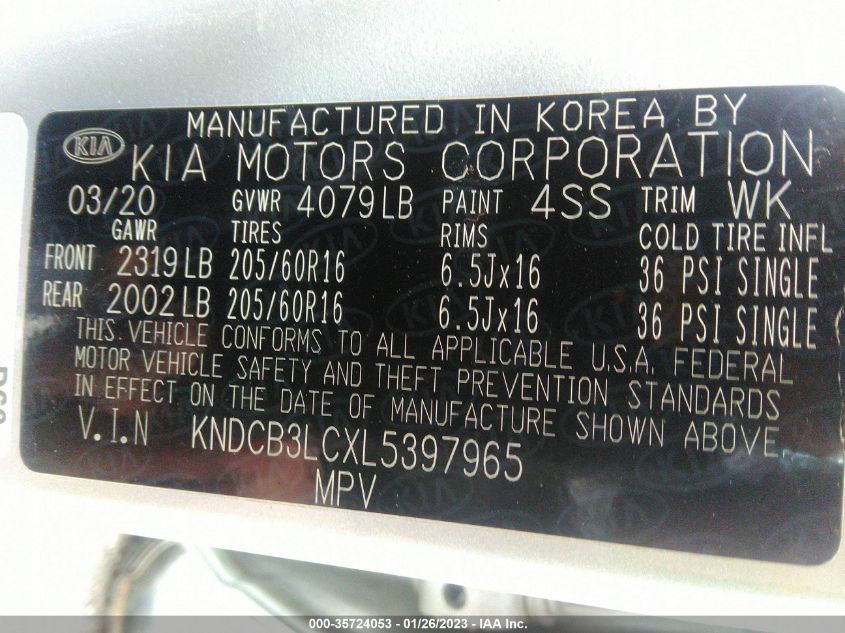 MANUFACTURED IN KOREA BY
KIA KIA MOTORS CORPORATION
03/20 GVWR 4079LB PAINT 4SS TRIM WK
GAWR TIRES RIMS COLD TIRE INFL
FRONT 2319LB 205/60R16 6.5Jx16 36 PSI SINGLE
REAR 2002LB 205/60R16 6.5Jx16 36 PSI SINGLE
THIS VEHICLE CONFORMS TO ALL APPLICABLE U.S.A. FEDERAL
MOTOR VEHICLE SAFETY AND THEFT PREVENTION STANDARDS
IN EFFECT ON THE DATE OF MANUFACTURE SHOWN ABOVE.
V.I.N KNDCB3LCXL5397965
MPV
000-35724053 - 01/26/2023 - IAA Inc.